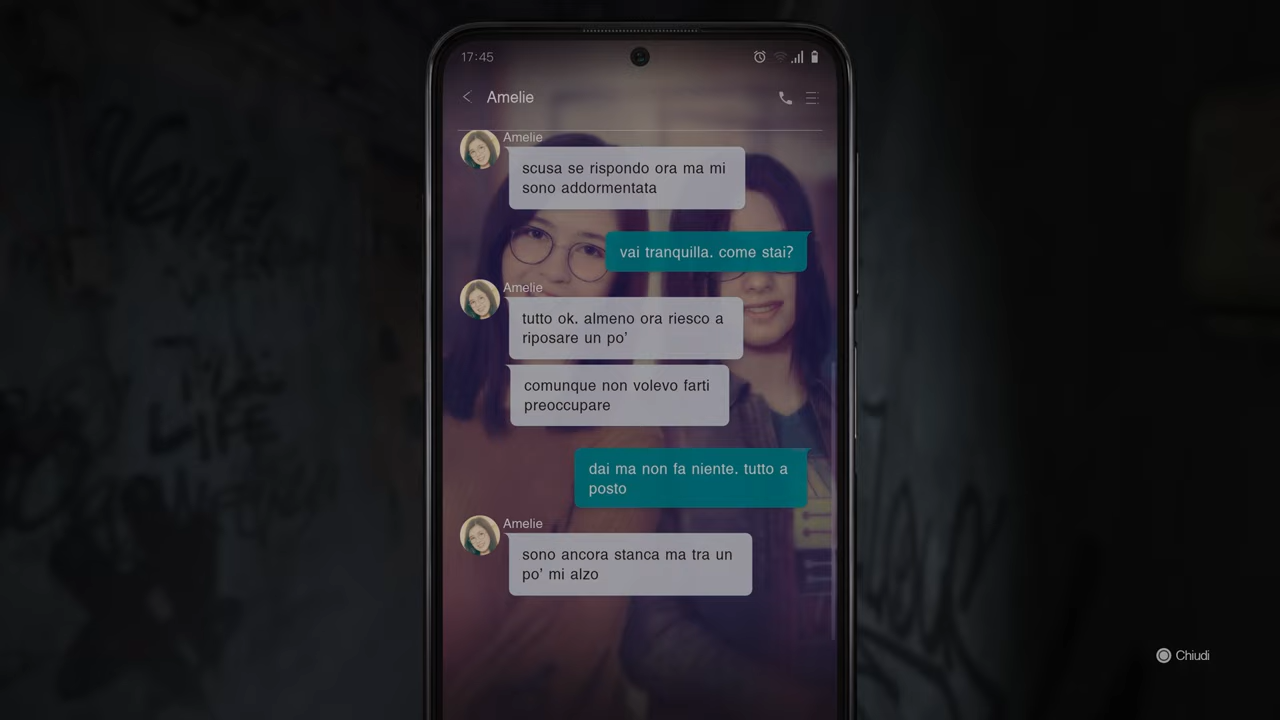 17:45
Amelie
Amelie
scusa se rispondo ora ma mi
sono addormentata
vai tranquilla. come stai?
Amelie
tutto ok. almeno ora riesco a
riposare un po’
comunque non volevo farti
preoccupare
dai ma non fa niente. tutto a
posto
Amelie
sono ancora stanca ma tra un
po’ mi alzo
Chiudi
LIFE